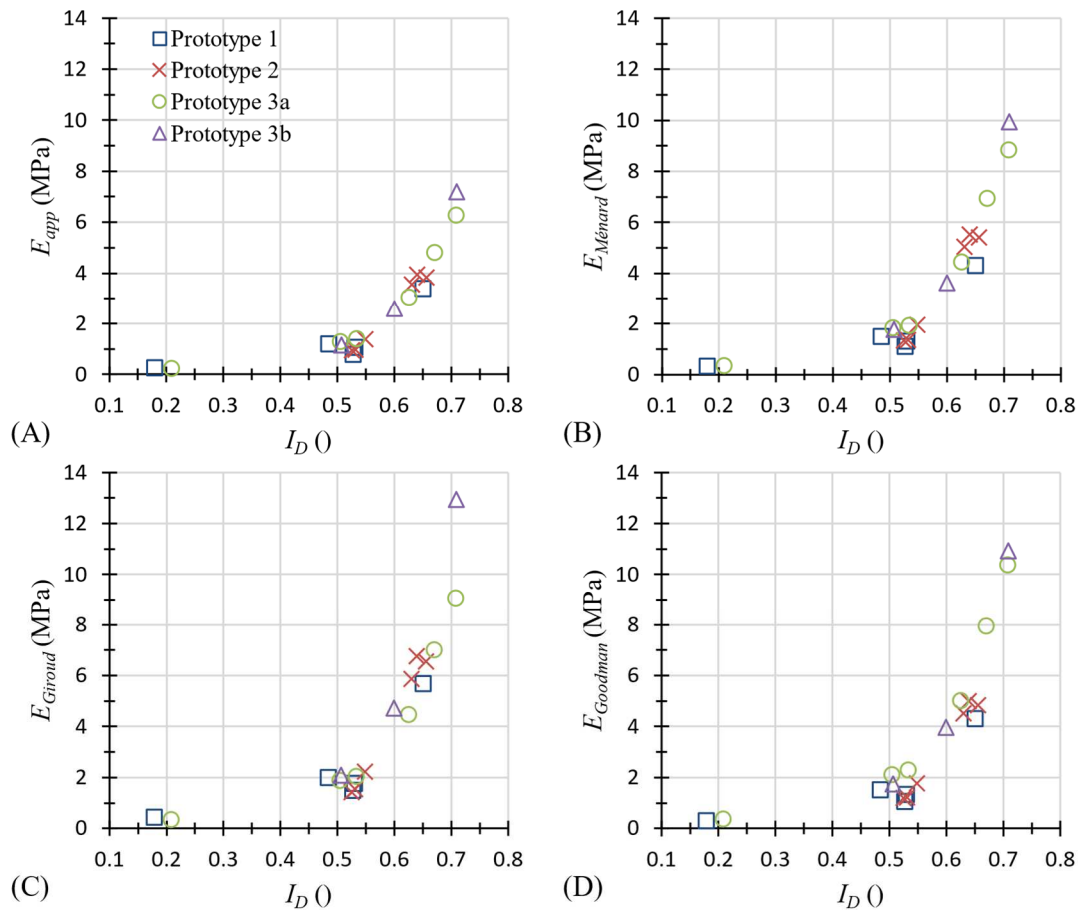 14
12
10
8
6
4
2
0
E_app (MPa)
Prototype 1
Prototype 2
Prototype 3a
Prototype 3b
0.1 0.2 0.3 0.4 0.5 0.6 0.7 0.8
(A)
I_D ()
14
12
10
8
6
4
2
0
E_Ménard (MPa)
0.1 0.2 0.3 0.4 0.5 0.6 0.7 0.8
(B)
I_D ()
14
12
10
8
6
4
2
0
E_Giroud (MPa)
0.1 0.2 0.3 0.4 0.5 0.6 0.7 0.8
(C)
I_D ()
14
12
10
8
6
4
2
0
E_Goodman (MPa)
0.1 0.2 0.3 0.4 0.5 0.6 0.7 0.8
(D)
I_D ()